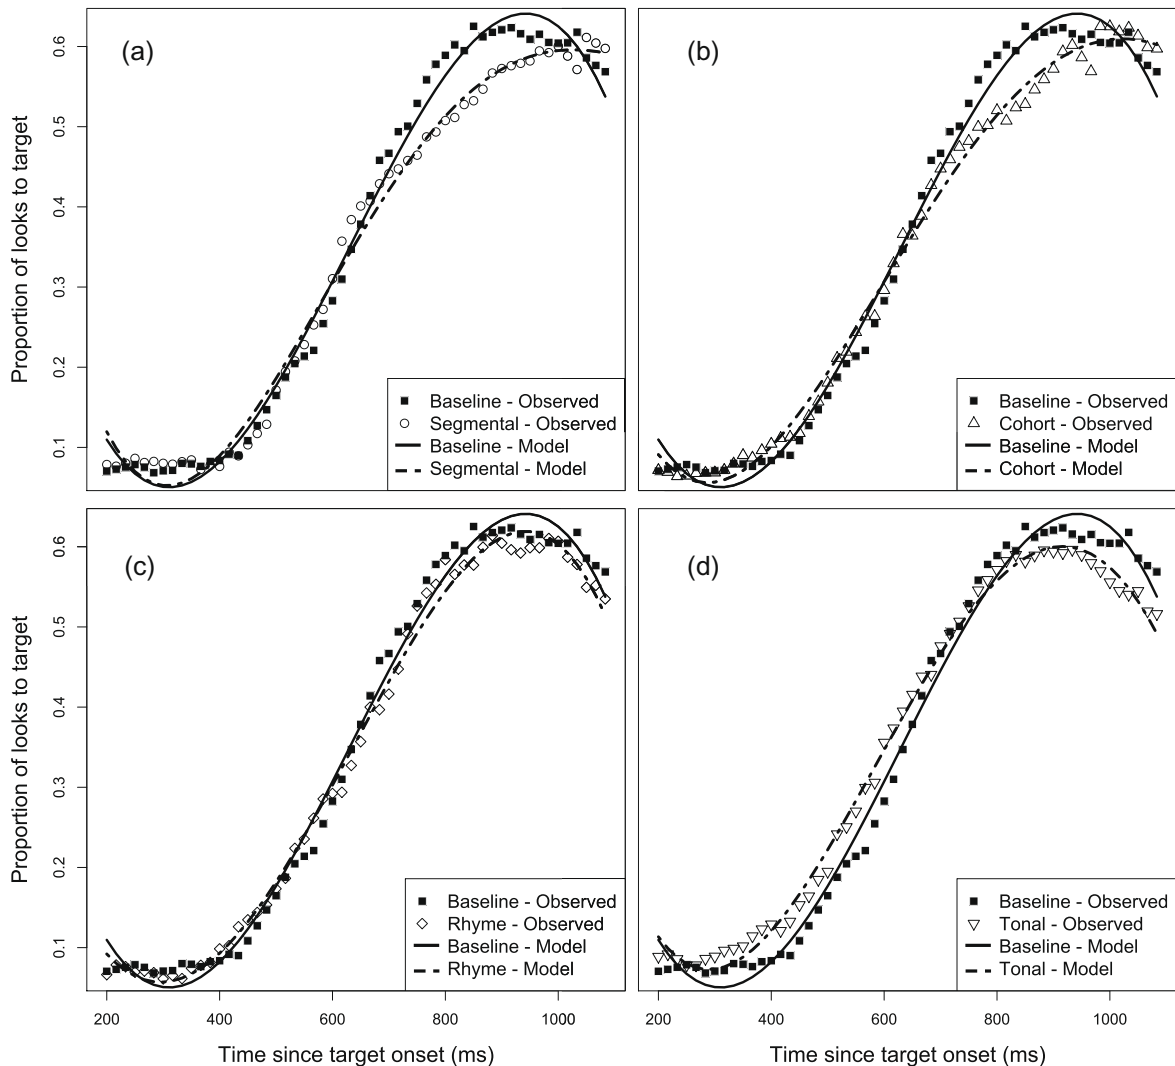 (a)
Proportion of looks to target
0.6
0.5
0.4
0.3
0.2
0.1
Baseline - Observed
Segmental - Observed
Baseline - Model
Segmental - Model
(b)
Baseline - Observed
Cohort - Observed
Baseline - Model
Cohort - Model
(c)
Proportion of looks to target
0.6
0.5
0.4
0.3
0.2
0.1
Baseline - Observed
Rhyme - Observed
Baseline - Model
Rhyme - Model
200 400 600 800 1000
Time since target onset (ms)
(d)
Baseline - Observed
Tonal - Observed
Baseline - Model
Tonal - Model
200 400 600 800 1000
Time since target onset (ms)